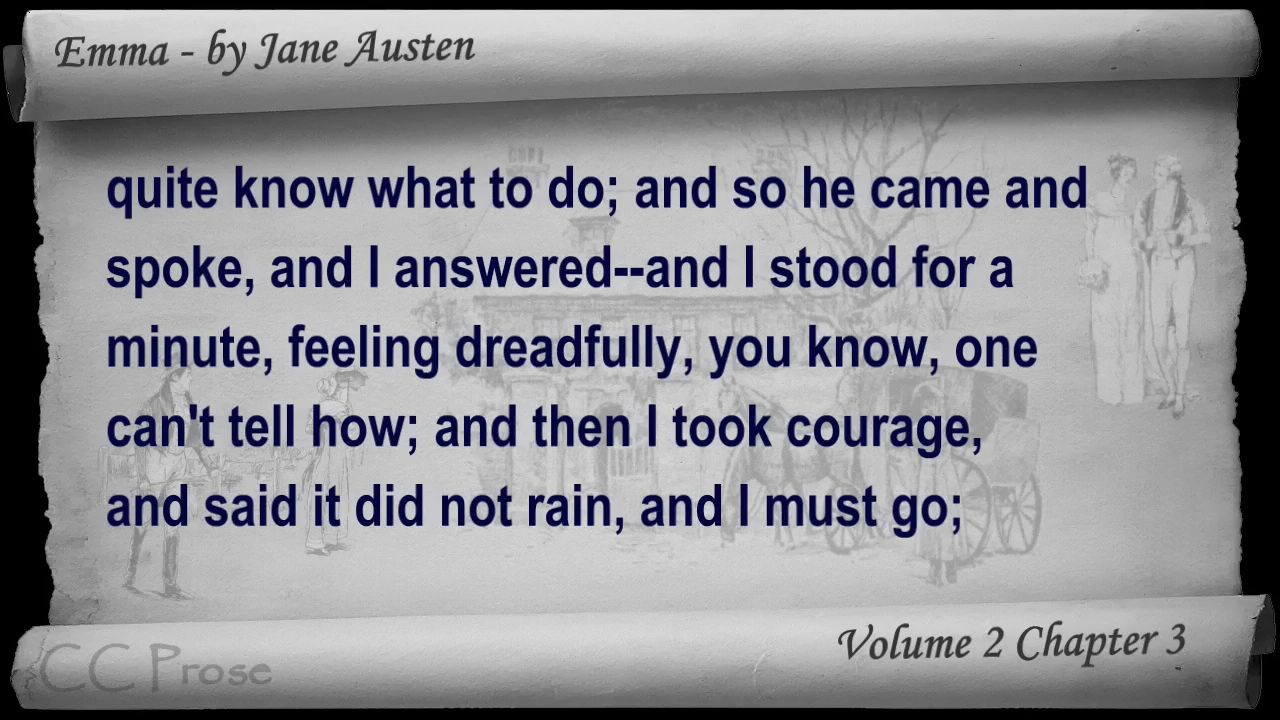 Emma - by Jane Austen
quite know what to do; and so he came and
spoke, and I answered--and I stood for a
minute, feeling dreadfully, you know, one
can't tell how; and then I took courage,
and said it did not rain, and I must go;
Volume 2 Chapter 3
CC Prose